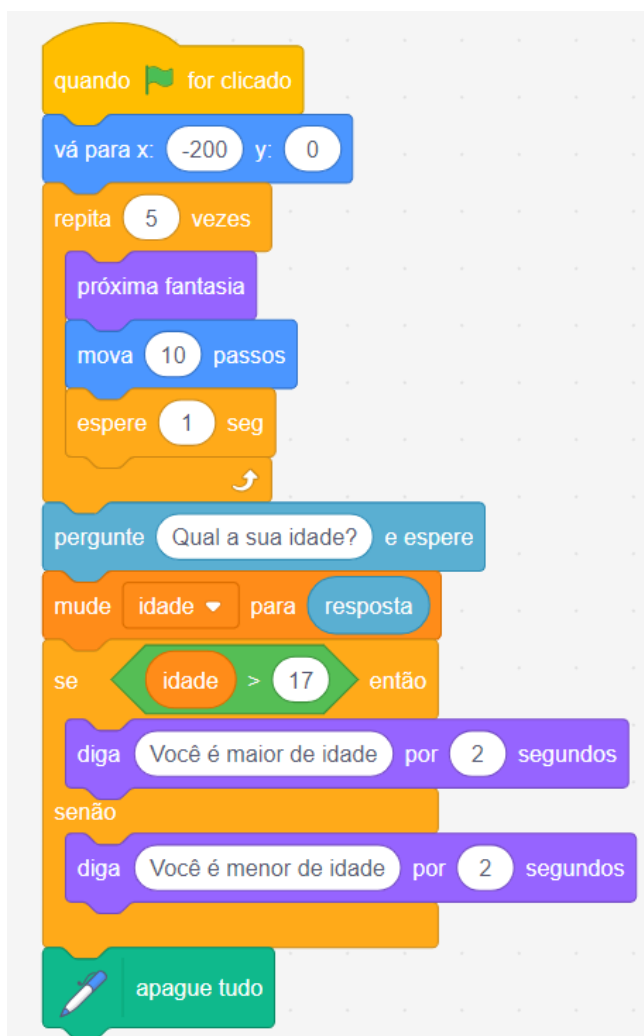 quando for clicado
vá para x: -200 y: 0
repita 5 vezes
próxima fantasia
mova 10 passos
espere 1 seg
pergunte Qual a sua idade? e espere
mude idade para resposta
se idade > 17 então
diga Você é maior de idade por 2 segundos
senão
diga Você é menor de idade por 2 segundos
apague tudo